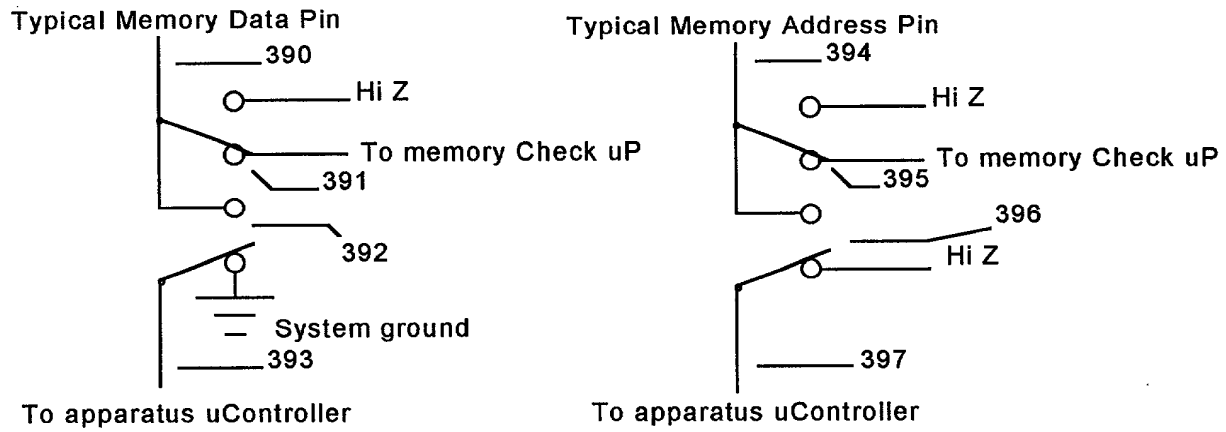 Typical Memory Data Pin
390
Hi Z
To memory Check uP
391
392
System ground
393
To apparatus uController
Typical Memory Address Pin
394
Hi Z
To memory Check uP
395
396
Hi Z
397
To apparatus uController